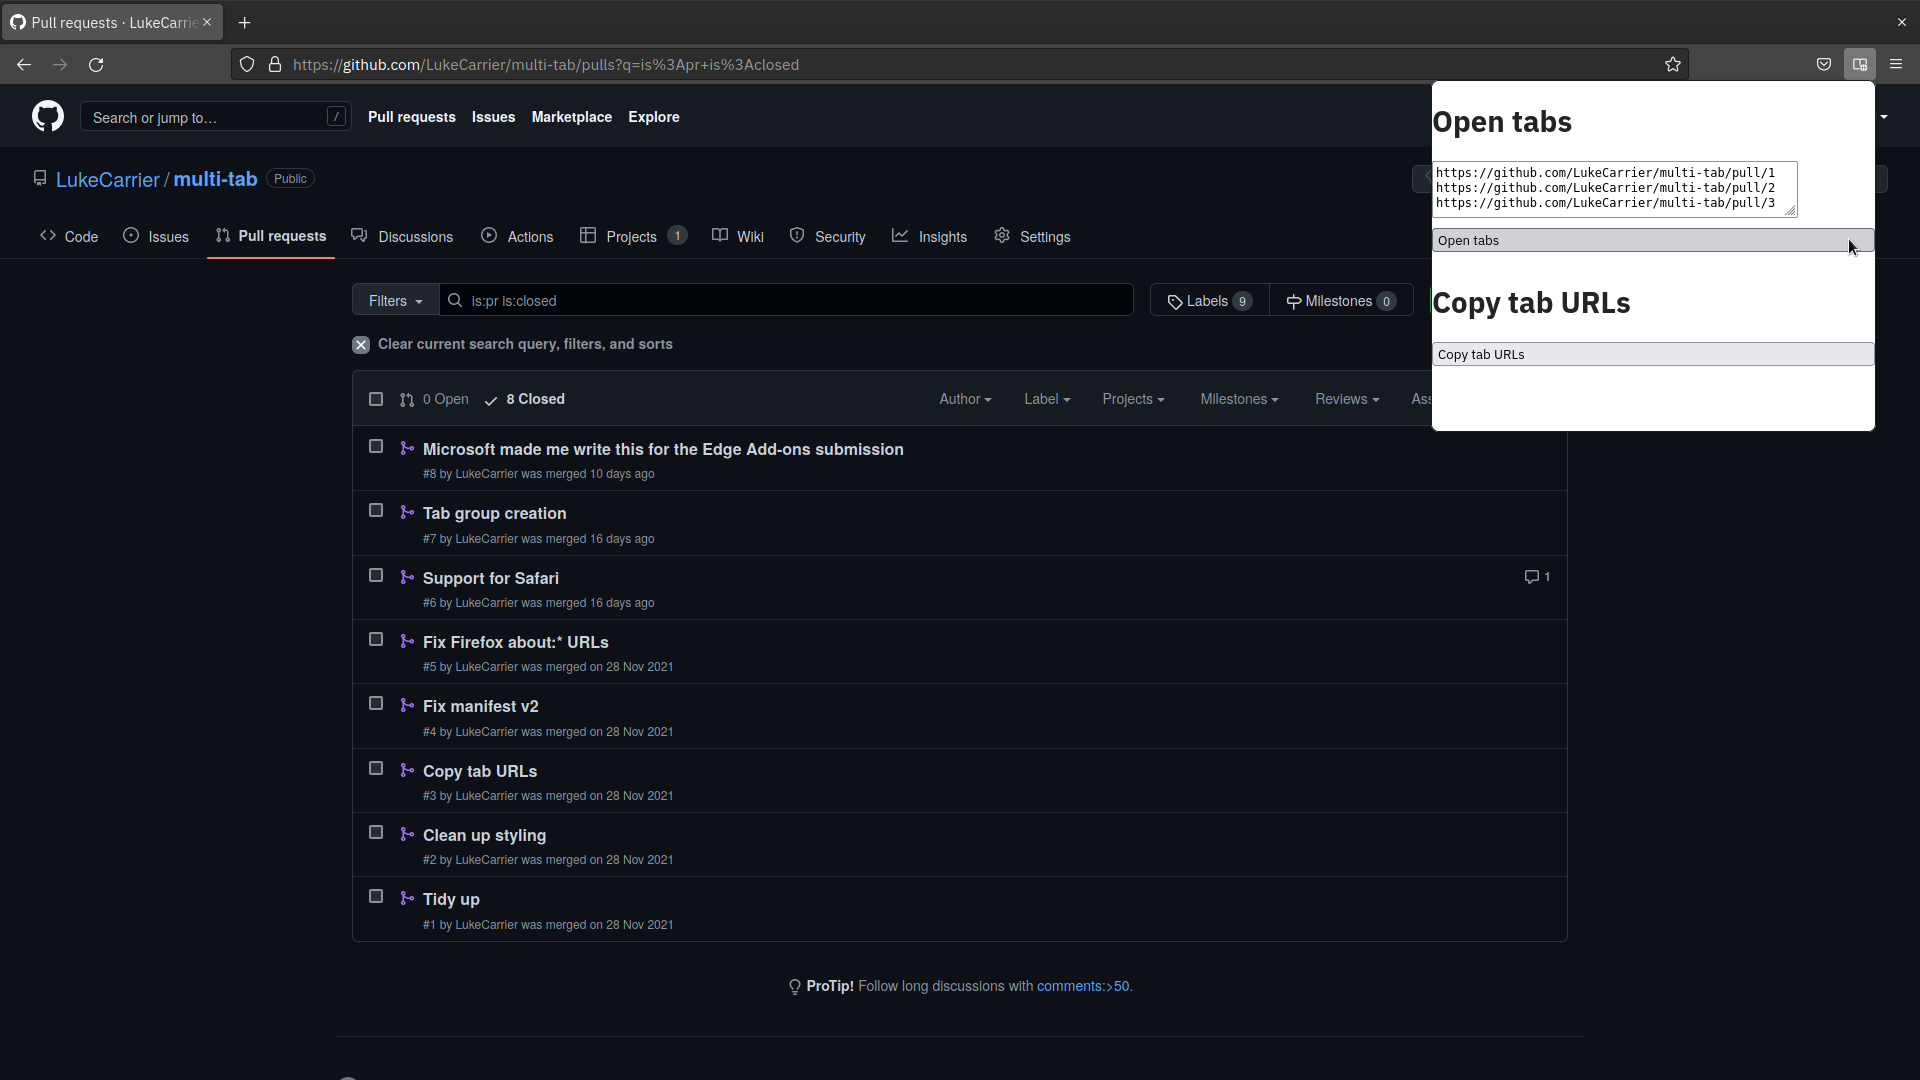 Pull requests · LukeCarrie
https://github.com/LukeCarrier/multi-tab/pulls?q=is%3Apr+is%3Aclosed
Search or jump to…
/
Pull requests
Issues
Marketplace
Explore
LukeCarrier / multi-tab
Public
Code
Issues
Pull requests
Discussions
Actions
Projects 1
Wiki
Security
Insights
Settings
Filters
is:pr is:closed
Labels 9
Milestones 0
Clear current search query, filters, and sorts
0 Open
8 Closed
Author
Label
Projects
Milestones
Reviews
Ass
Microsoft made me write this for the Edge Add-ons submission
#8 by LukeCarrier was merged 10 days ago
Tab group creation
#7 by LukeCarrier was merged 16 days ago
Support for Safari
1
#6 by LukeCarrier was merged 16 days ago
Fix Firefox about:* URLs
#5 by LukeCarrier was merged on 28 Nov 2021
Fix manifest v2
#4 by LukeCarrier was merged on 28 Nov 2021
Copy tab URLs
#3 by LukeCarrier was merged on 28 Nov 2021
Clean up styling
#2 by LukeCarrier was merged on 28 Nov 2021
Tidy up
#1 by LukeCarrier was merged on 28 Nov 2021
ProTip! Follow long discussions with comments:>50.
Open tabs
https://github.com/LukeCarrier/multi-tab/pull/1
https://github.com/LukeCarrier/multi-tab/pull/2
https://github.com/LukeCarrier/multi-tab/pull/3
Open tabs
Copy tab URLs
Copy tab URLs